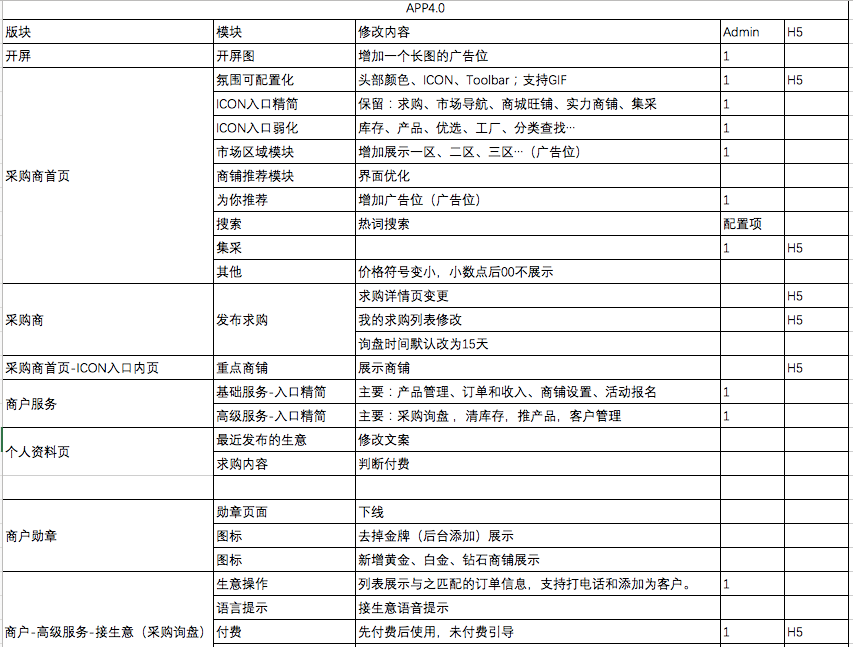 APP4.0
版块 模块 修改内容 Admin H5
开屏 开屏图 增加一个长图的广告位 1
采购商首页 氛围可配置化 头部颜色、ICON、Toolbar；支持GIF 1 H5
ICON入口精简 保留：求购、市场导航、商城旺铺、实力商铺、集采 1
ICON入口弱化 库存、产品、优选、工厂、分类查找… 1
市场区域模块 增加展示一区、二区、三区…（广告位） 1
商铺推荐模块 界面优化
为你推荐 增加广告位（广告位） 1
搜索 热词搜索 配置项
集采 1 H5
其他 价格符号变小，小数点后00不展示
采购商 发布求购 求购详情页变更 H5
我的求购列表修改 H5
询盘时间默认改为15天
采购商首页-ICON入口内页 重点商铺 展示商铺 H5
商户服务 基础服务-入口精简 主要：产品管理、订单和收入、商铺设置、活动报名 1
高级服务-入口精简 主要：采购询盘 ，清库存，推产品，客户管理 1
个人资料页 最近发布的生意 修改文案
求购内容 判断付费
商户勋章 勋章页面 下线
图标 去掉金牌（后台添加）展示
图标 新增黄金、白金、钻石商铺展示
商户-高级服务-接生意（采购询盘） 生意操作 列表展示与之匹配的订单信息，支持打电话和添加为客户。 1
语言提示 接生意语音提示
付费 先付费后使用，未付费引导 1 H5